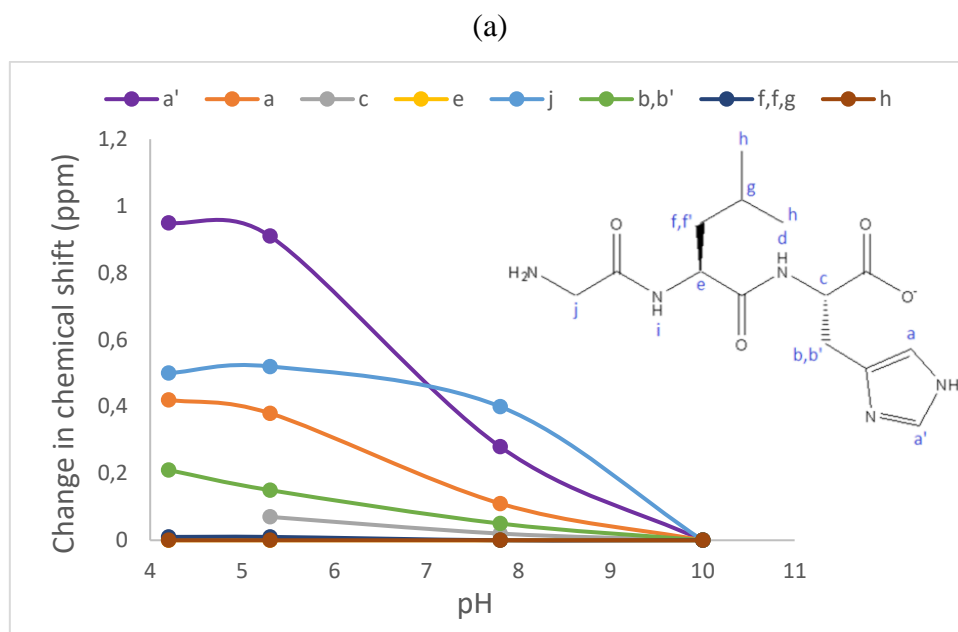 (a)
a' a c e j b,b' f,f,g h
Change in chemical shift (ppm)
1,2
1
0,8
0,6
0,4
0,2
0
4 5 6 7 8 9 10 11
pH
h
g
f,f' h
O d O
H₂N N H c O⁻
j N H e a
i O b,b' NH
N
a'